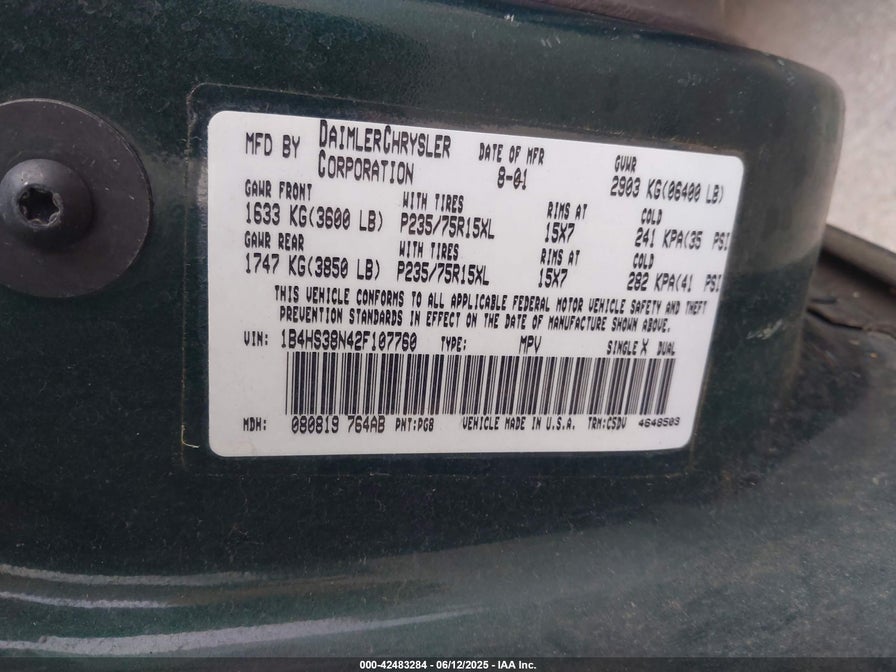 MFD BY DAIMLERCHRYSLER CORPORATION DATE OF MFR 8-01 GVWR 2903 KG(06400 LB)
GAWR FRONT WITH TIRES RIMS AT COLD
1633 KG(3600 LB) P235/75R15XL 15X7 241 KPA(35 PSI
GAWR REAR WITH TIRES RIMS AT COLD
1747 KG(3850 LB) P235/75R15XL 15X7 282 KPA(41 PSI
THIS VEHICLE CONFORMS TO ALL APPLICABLE FEDERAL MOTOR VEHICLE SAFETY AND THEFT
PREVENTION STANDARDS IN EFFECT ON THE DATE OF MANUFACTURE SHOWN ABOVE.
VIN: 1B4HS38N42F107760 TYPE: MPV SINGLE X DUAL
MDH: 080819 764AB PNT:PG8 VEHICLE MADE IN U.S.A. TRM:CSDV 4648503
000-42483284 - 06/12/2025 - IAA Inc.